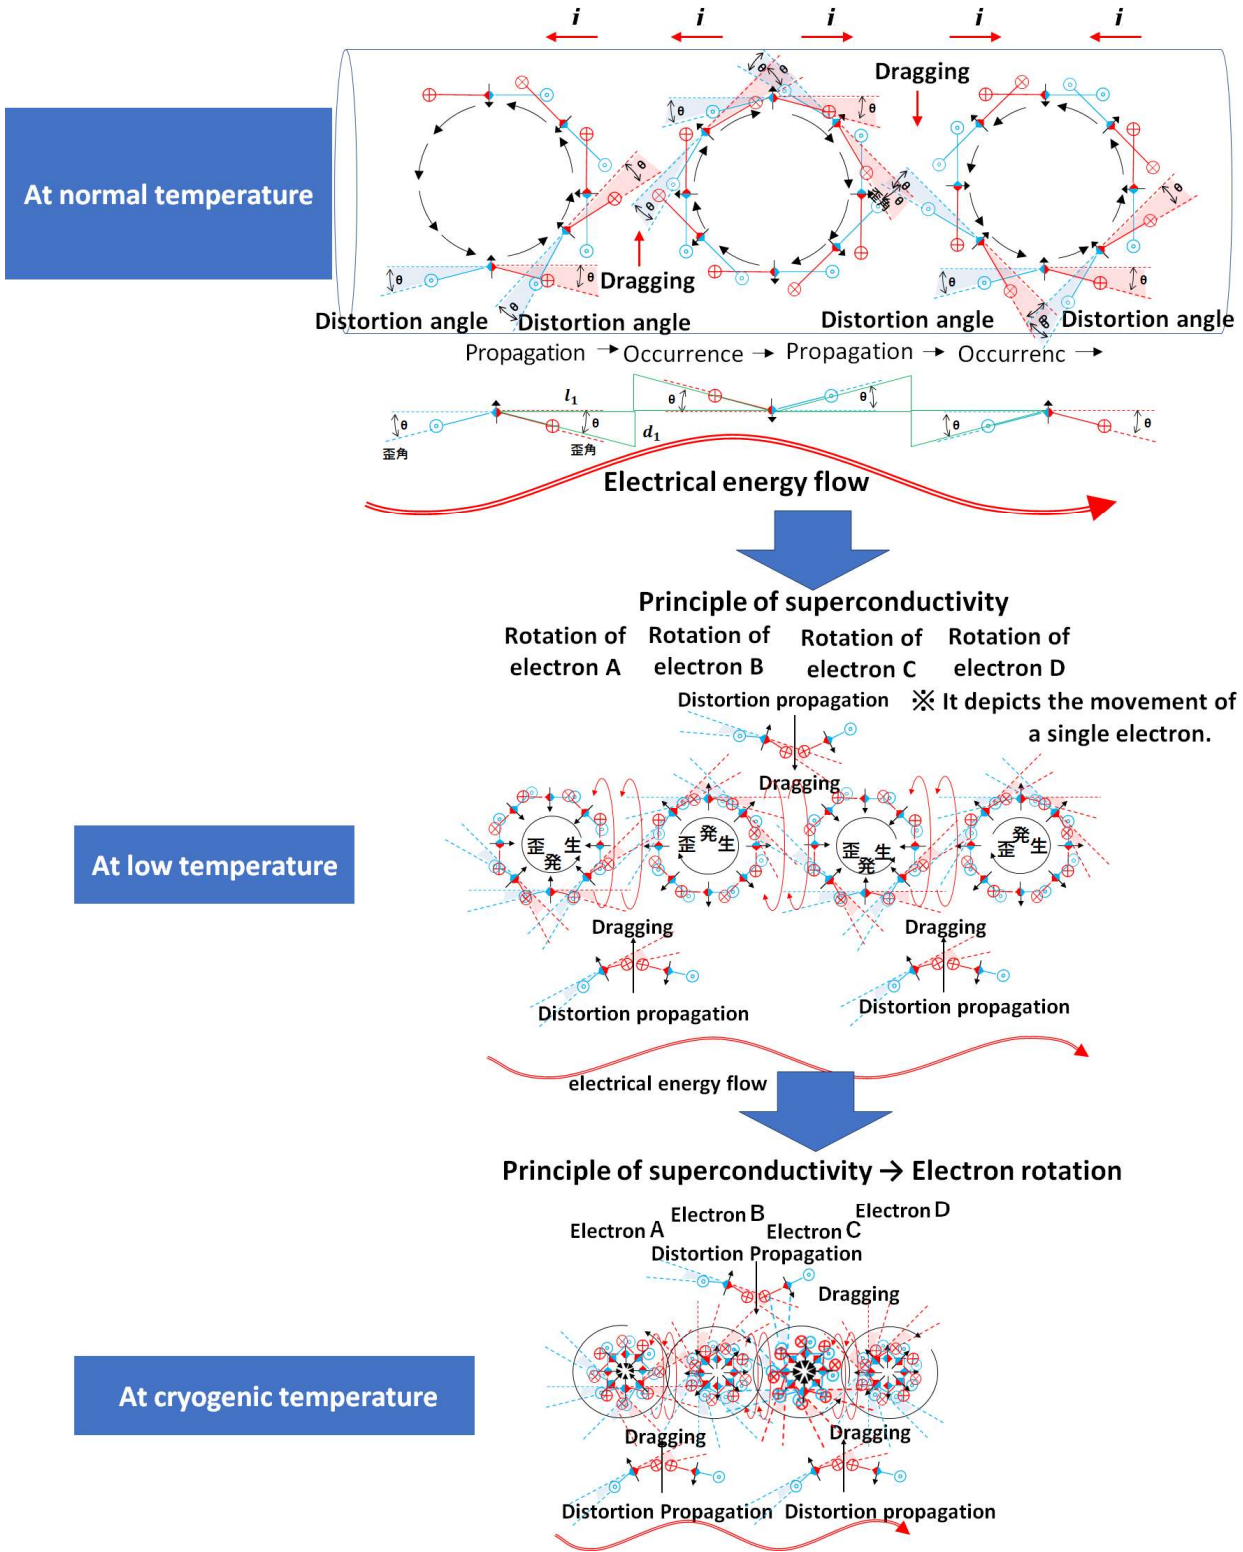 i i i i i
Dragging
θ θ
θ θ
At normal temperature
θ θ θ
歪角
θ θ
Dragging
θ θ θ θ θ θ
Distortion angle Distortion angle Distortion angle Distortion angle
Propagation → Occurrence → Propagation → Occurrenc →
l₁ θ θ
θ θ d₁ θ θ
歪角 歪角
Electrical energy flow
Principle of superconductivity
Rotation of electron A
Rotation of electron B
Rotation of electron C
Rotation of electron D
Distortion propagation
※ It depicts the movement of
a single electron.
Dragging
At low temperature
歪発生 歪発生 歪発生 歪発生
Dragging Dragging
Distortion propagation Distortion propagation
electrical energy flow
Principle of superconductivity → Electron rotation
Electron A Electron B Electron C Electron D
Distortion Propagation
Dragging
At cryogenic temperature
Dragging Dragging
Distortion Propagation Distortion propagation